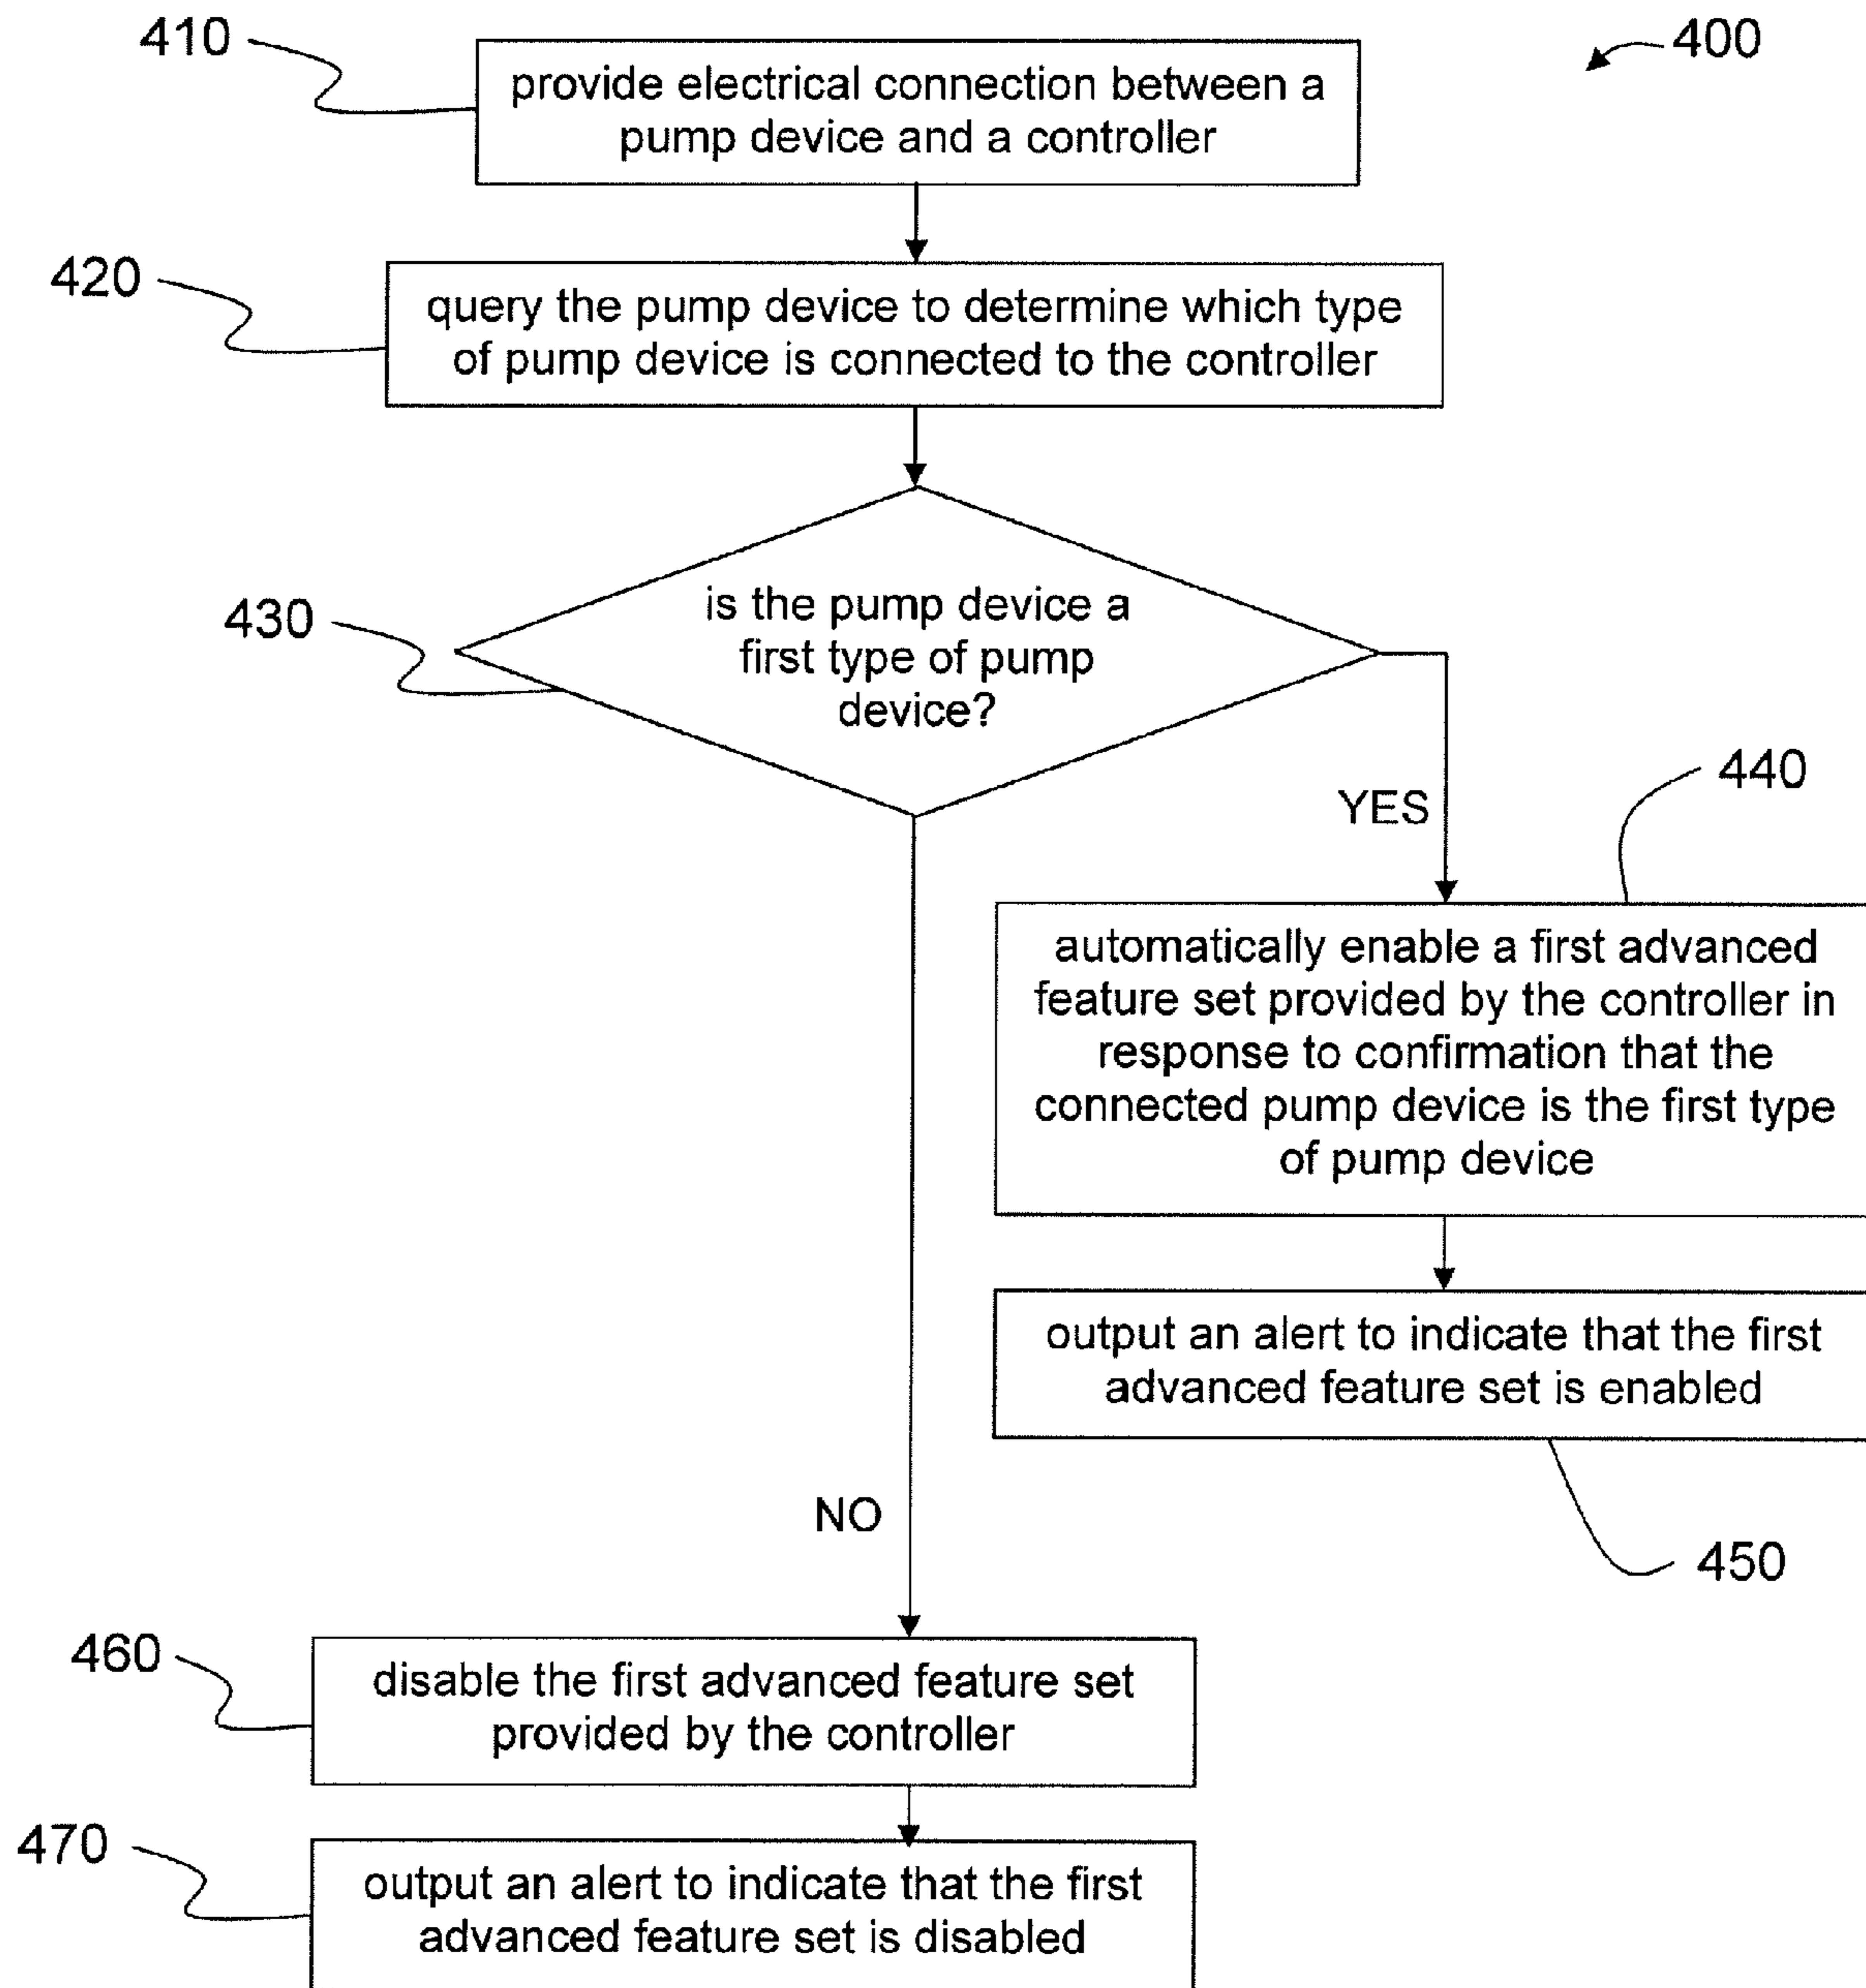 410
400
provide electrical connection between a
pump device and a controller
420
query the pump device to determine which type
of pump device is connected to the controller
430
is the pump device a
first type of pump
device?
YES
440
automatically enable a first advanced
feature set provided by the controller in
response to confirmation that the
connected pump device is the first type
of pump device
output an alert to indicate that the first
advanced feature set is enabled
450
NO
460
disable the first advanced feature set
provided by the controller
470
output an alert to indicate that the first
advanced feature set is disabled